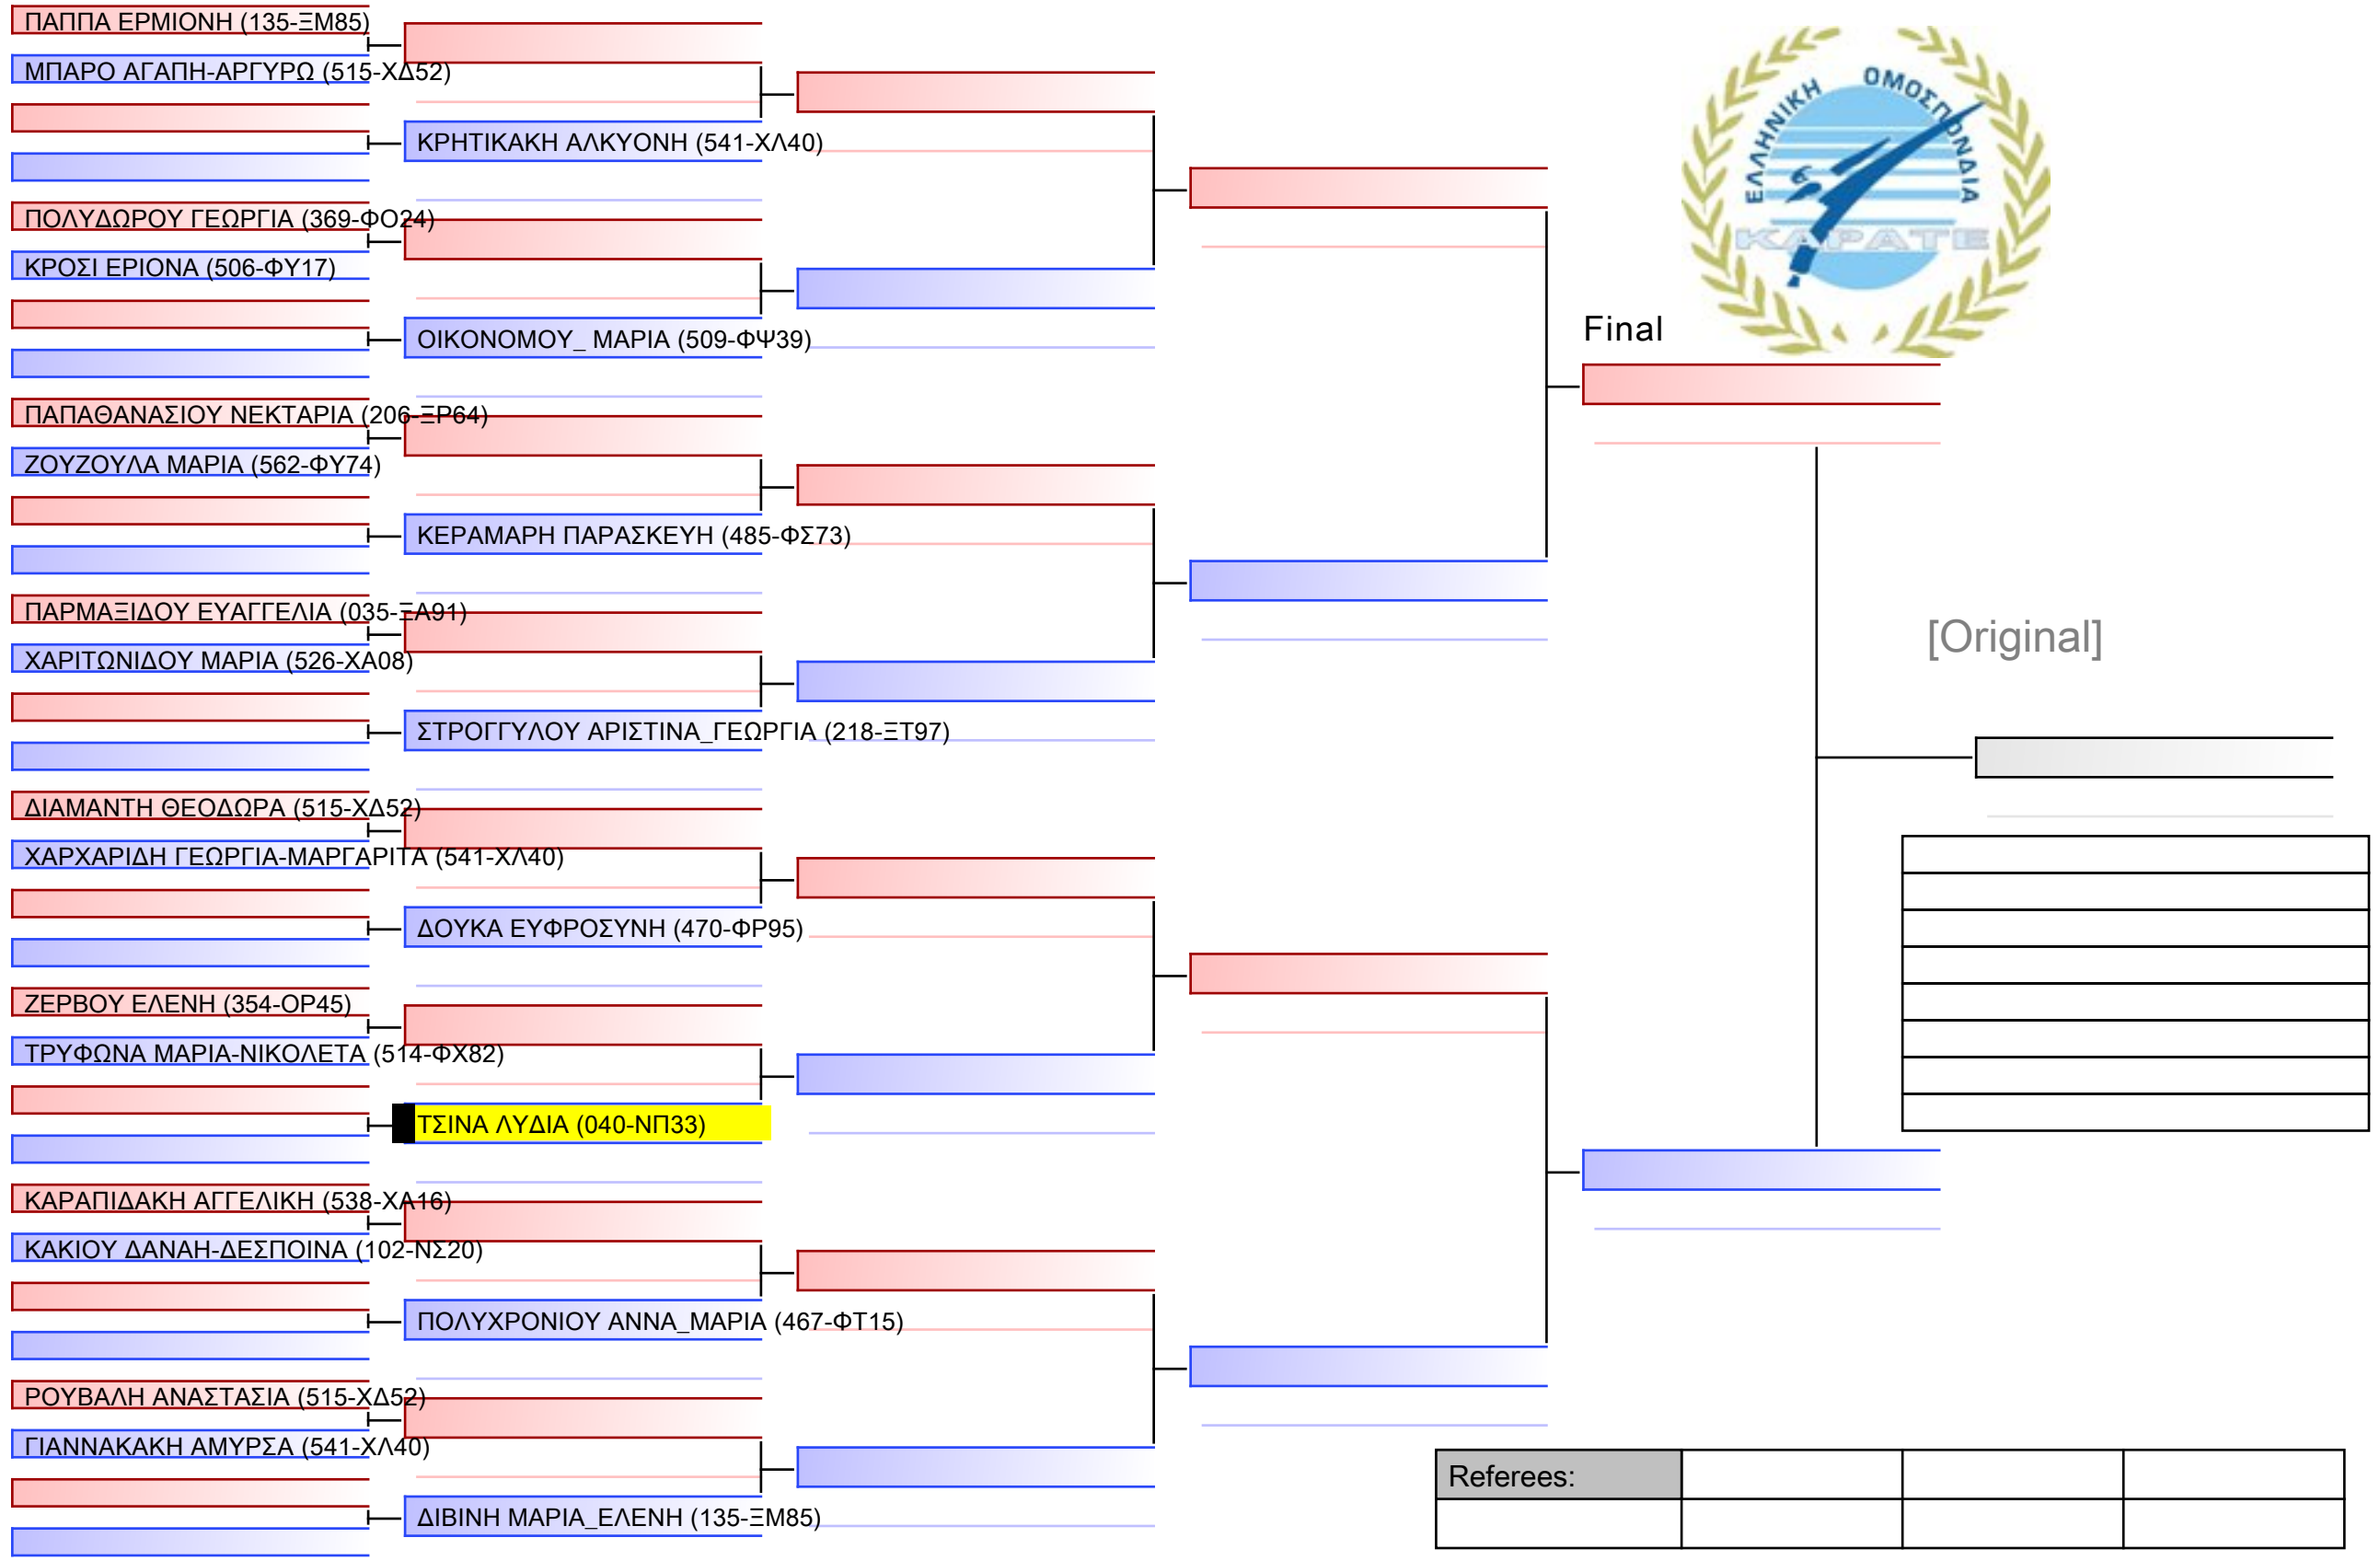 ΠΑΠΠΑ ΕΡΜΙΟΝΗ (135-ΞΜ85)
ΜΠΑΡΟ ΑΓΑΠΗ-ΑΡΓΥΡΩ (515-ΧΔ52)
ΚΡΗΤΙΚΑΚΗ ΑΛΚΥΟΝΗ (541-ΧΛ40)
ΠΟΛΥΔΩΡΟΥ ΓΕΩΡΓΙΑ (369-ΦΟ24)
ΚΡΟΣΙ ΕΡΙΟΝΑ (506-ΦΥ17)
ΟΙΚΟΝΟΜΟΥ_ ΜΑΡΙΑ (509-ΦΨ39)
ΠΑΠΑΘΑΝΑΣΙΟΥ ΝΕΚΤΑΡΙΑ (206-ΞΡ64)
ΖΟΥΖΟΥΛΑ ΜΑΡΙΑ (562-ΦΥ74)
ΚΕΡΑΜΑΡΗ ΠΑΡΑΣΚΕΥΗ (485-ΦΣ73)
ΠΑΡΜΑΞΙΔΟΥ ΕΥΑΓΓΕΛΙΑ (035-ΞΑ91)
ΧΑΡΙΤΩΝΙΔΟΥ ΜΑΡΙΑ (526-ΧΑ08)
ΣΤΡΟΓΓΥΛΟΥ ΑΡΙΣΤΙΝΑ_ΓΕΩΡΓΙΑ (218-ΞΤ97)
ΔΙΑΜΑΝΤΗ ΘΕΟΔΩΡΑ (515-ΧΔ52)
ΧΑΡΧΑΡΙΔΗ ΓΕΩΡΓΙΑ-ΜΑΡΓΑΡΙΤΑ (541-ΧΛ40)
ΔΟΥΚΑ ΕΥΦΡΟΣΥΝΗ (470-ΦΡ95)
ΖΕΡΒΟΥ ΕΛΕΝΗ (354-ΟΡ45)
ΤΡΥΦΩΝΑ ΜΑΡΙΑ-ΝΙΚΟΛΕΤΑ (514-ΦΧ82)
ΤΣΙΝΑ ΛΥΔΙΑ (040-ΝΠ33)
ΚΑΡΑΠΙΔΑΚΗ ΑΓΓΕΛΙΚΗ (538-ΧΑ16)
ΚΑΚΙΟΥ ΔΑΝΑΗ-ΔΕΣΠΟΙΝΑ (102-ΝΣ20)
ΠΟΛΥΧΡΟΝΙΟΥ ΑΝΝΑ_ΜΑΡΙΑ (467-ΦΤ15)
ΡΟΥΒΑΛΗ ΑΝΑΣΤΑΣΙΑ (515-ΧΔ52)
ΓΙΑΝΝΑΚΑΚΗ ΑΜΥΡΣΑ (541-ΧΛ40)
ΔΙΒΙΝΗ ΜΑΡΙΑ_ΕΛΕΝΗ (135-ΞΜ85)
ΕΛΛΗΝΙΚΗ ΟΜΟΣΠΟΝΔΙΑ
ΚΑΡΑΤΕ
Final
[Original]
Referees: